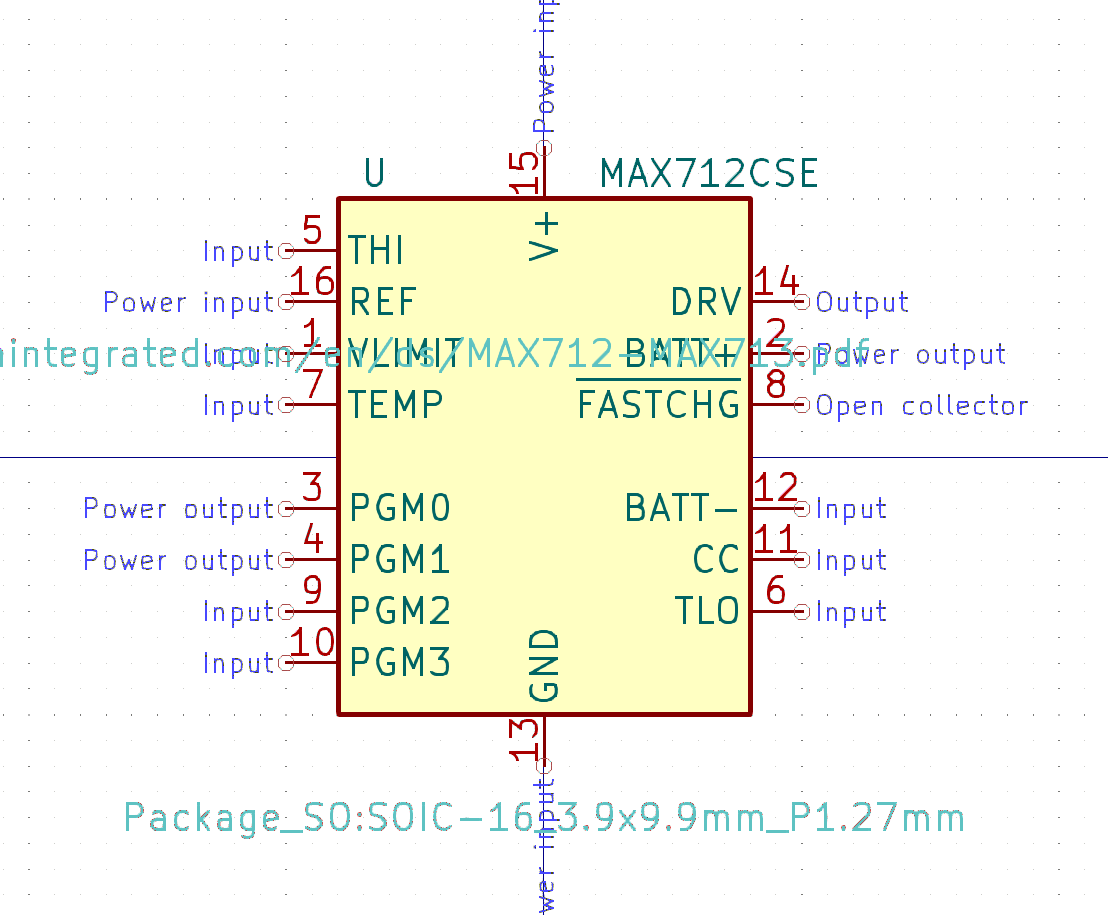 Power inp
15
U
MAX712CSE
V+
Input 5 THI
Power input 16 REF
DRV 14 Output
Input 1 VLIMIT
BATT+ 2 Power output
integrated.com/en/ds/MAX712-MAX713.pdf
Input 7 TEMP
FASTCHG 8 Open collector
Power output 3 PGM0
BATT- 12 Input
Power output 4 PGM1
CC 11 Input
Input 9 PGM2
TLO 6 Input
Input 10 PGM3
GND
13
wer input
Package_SO:SOIC-16_3.9x9.9mm_P1.27mm